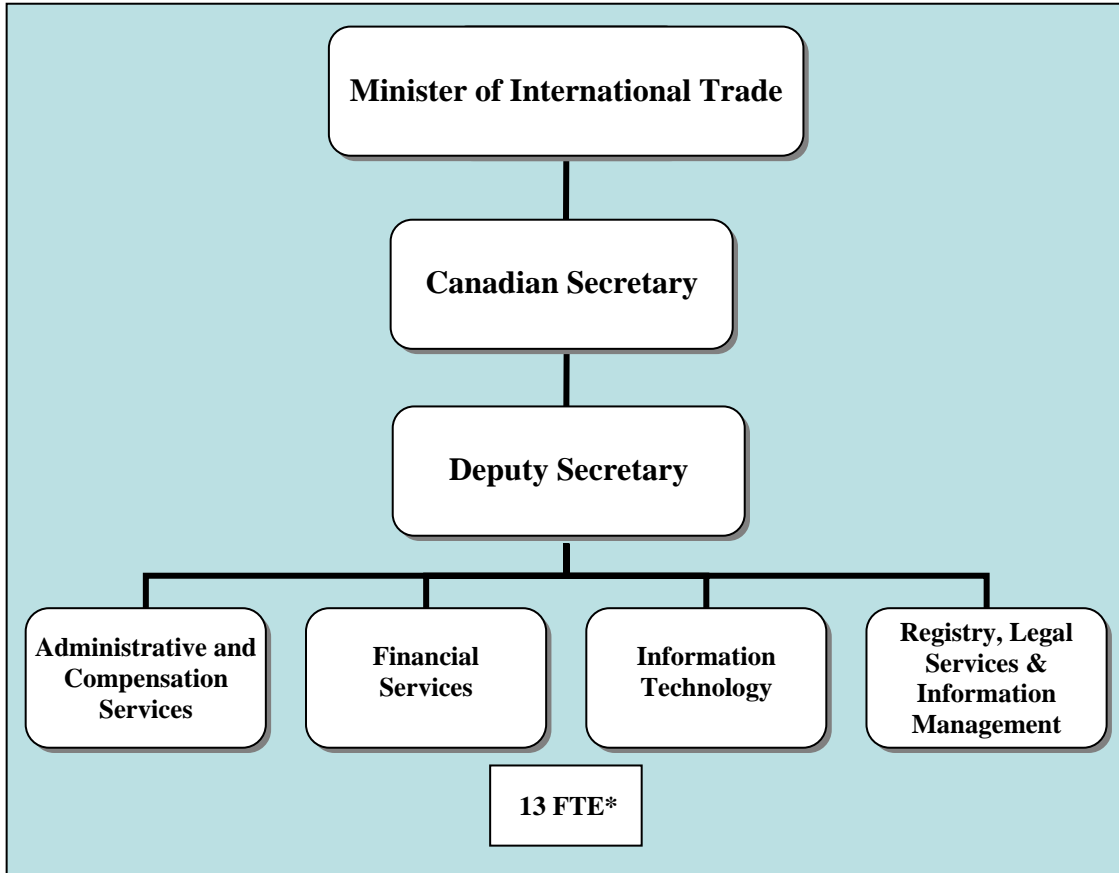 Minister of International Trade
Canadian Secretary
Deputy Secretary
Administrative and
Compensation
Services
Financial
Services
Information
Technology
Registry, Legal
Services &
Information
Management
13 FTE*